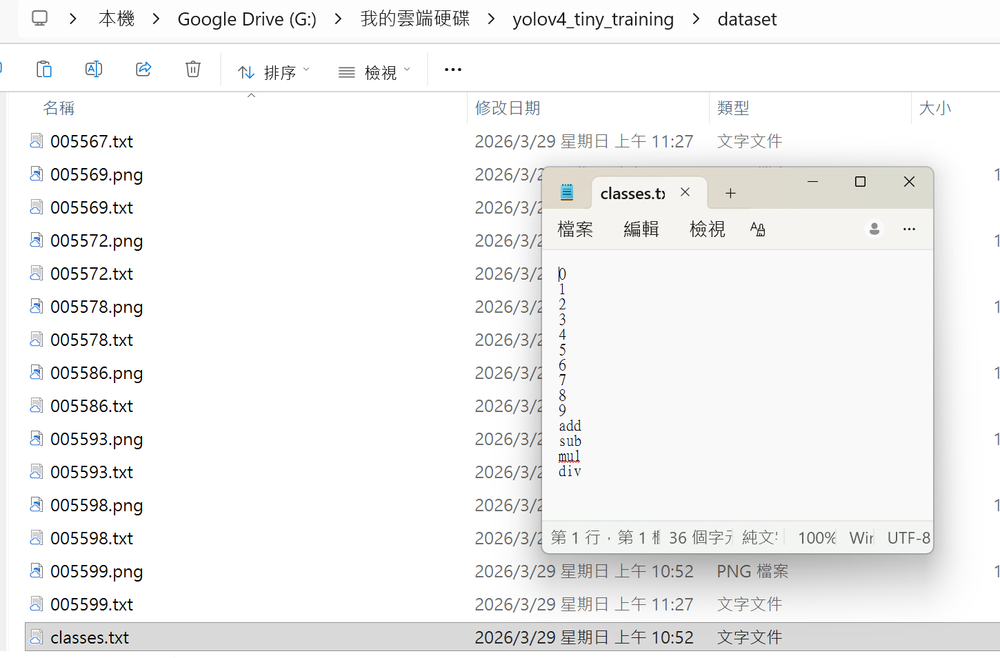 本機 > Google Drive (G:) > 我的雲端硬碟 > yolov4_tiny_training > dataset
排序 檢視 ...
名稱 修改日期 類型 大小
005567.txt 2026/3/29 星期日 上午 11:27 文字文件
005569.png 2026/3/2
005569.txt 2026/3/2
005572.png 2026/3/2
005572.txt 2026/3/2
005578.png 2026/3/2
005578.txt 2026/3/2
005586.png 2026/3/2
005586.txt 2026/3/2
005593.png 2026/3/2
005593.txt 2026/3/2
005598.png 2026/3/2
005598.txt 2026/3/2
005599.png 2026/3/29 星期日 上午 10:52 PNG 檔案 1
005599.txt 2026/3/29 星期日 上午 11:27 文字文件
classes.txt 2026/3/29 星期日 上午 10:52 文字文件
classes.tx
檔案 編輯 檢視
0
1
2
3
4
5
6
7
8
9
add
sub
mul
div
第 1 行，第 1 36 個字 純文 100% Wir UTF-8